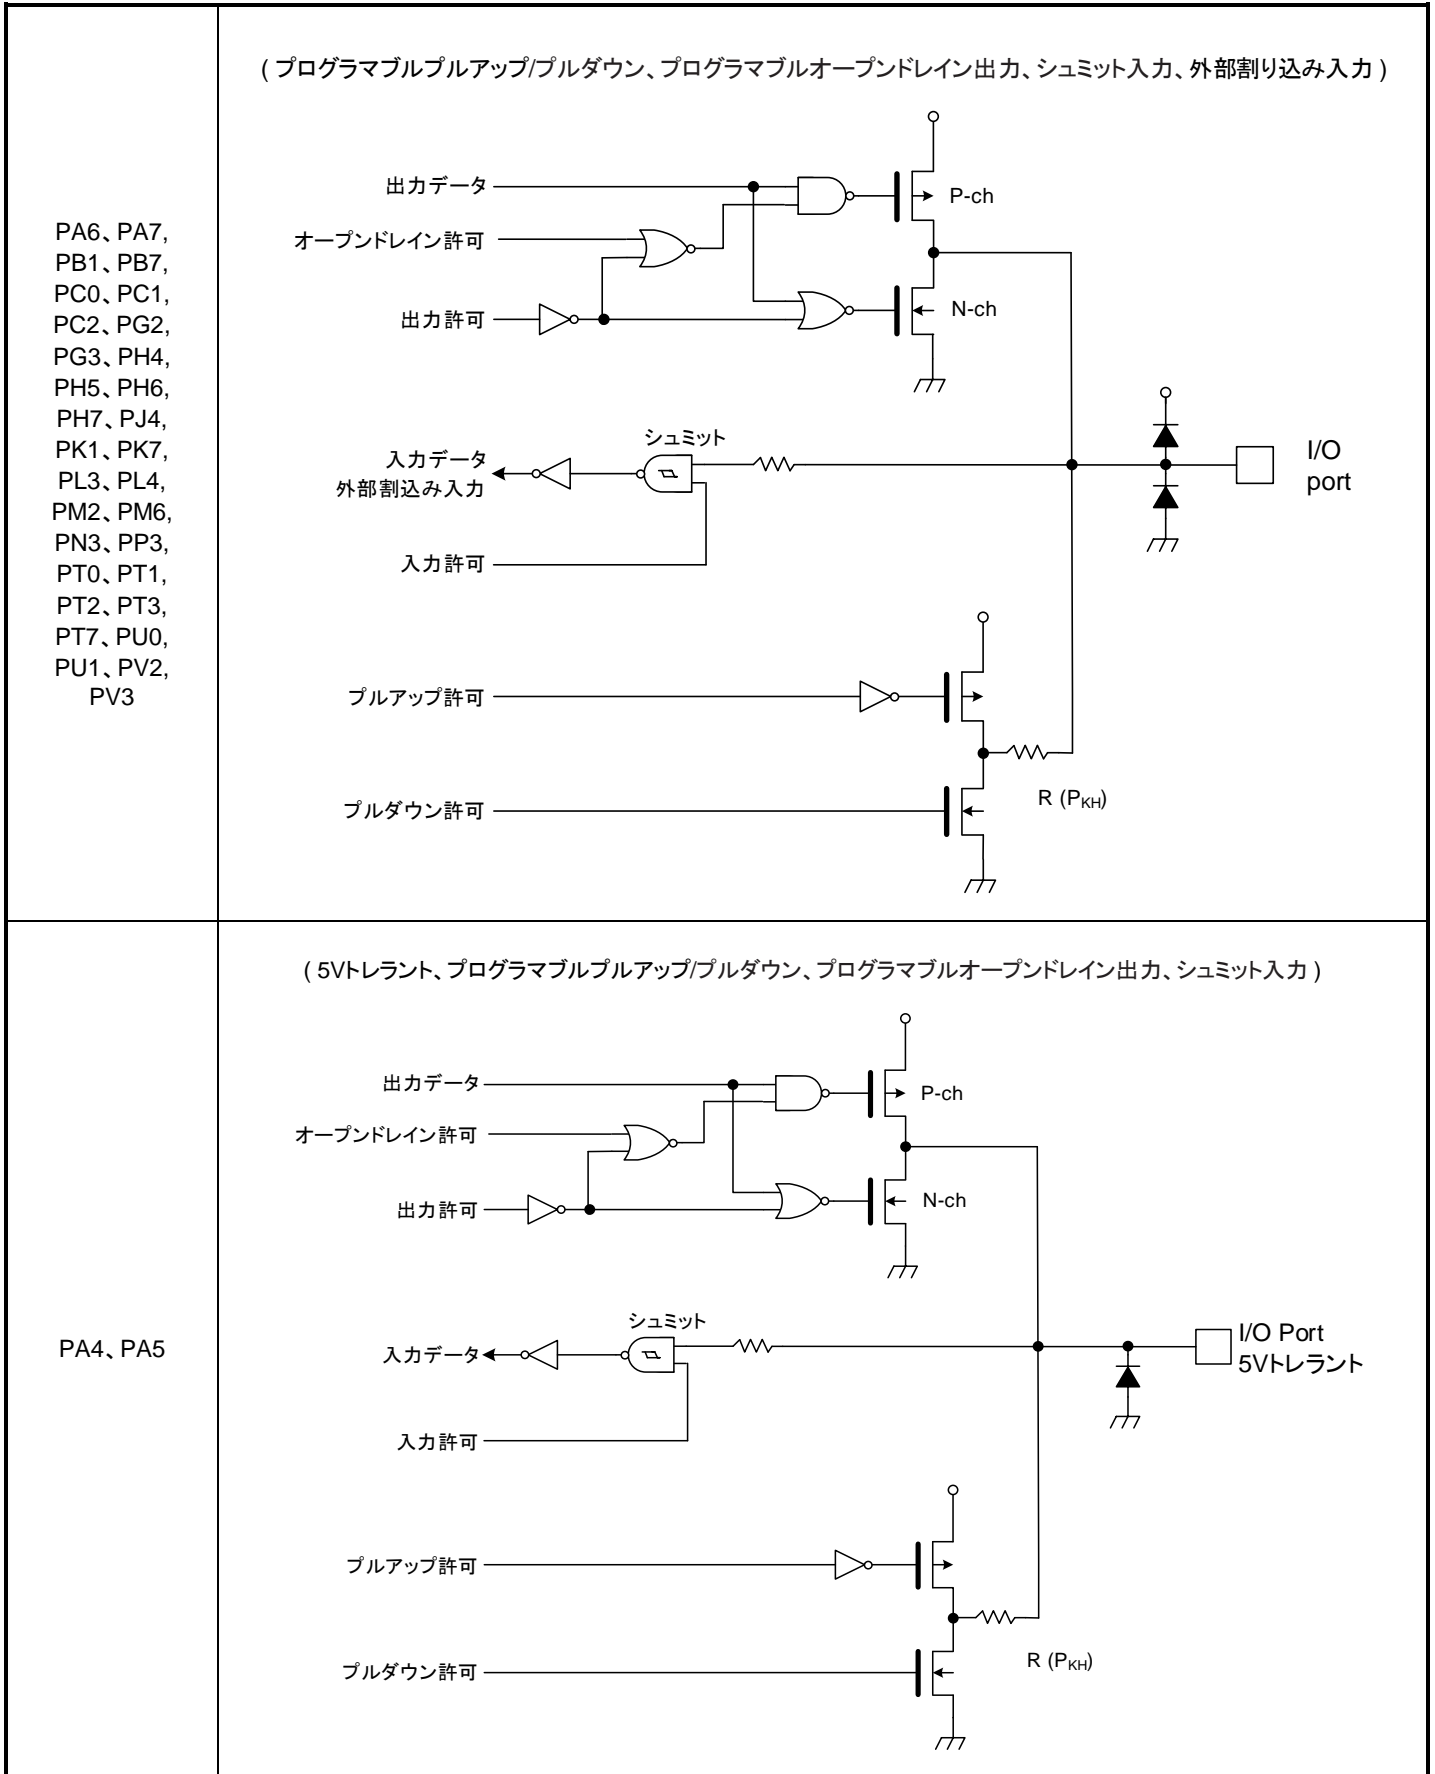 ( プログラマブルプルアップ/プルダウン、プログラマブルオープンドレイン出力、シュミット入力、外部割り込み入力 )
PA6、PA7,
PB1、PB7,
PC0、PC1,
PC2、PG2,
PG3、PH4,
PH5、PH6,
PH7、PJ4,
PK1、PK7,
PL3、PL4,
PM2、PM6,
PN3、PP3,
PT0、PT1,
PT2、PT3,
PT7、PU0,
PU1、PV2,
PV3
出力データ
P-ch
オープンドレイン許可
出力許可
N-ch
シュミット
入力データ
外部割込み入力
I/O
port
入力許可
プルアップ許可
プルダウン許可
R (PKH)
( 5Vトレラント、プログラマブルプルアップ/プルダウン、プログラマブルオープンドレイン出力、シュミット入力 )
PA4、PA5
出力データ
P-ch
オープンドレイン許可
出力許可
N-ch
シュミット
入力データ
I/O Port
5Vトレラント
入力許可
プルアップ許可
プルダウン許可
R (PKH)